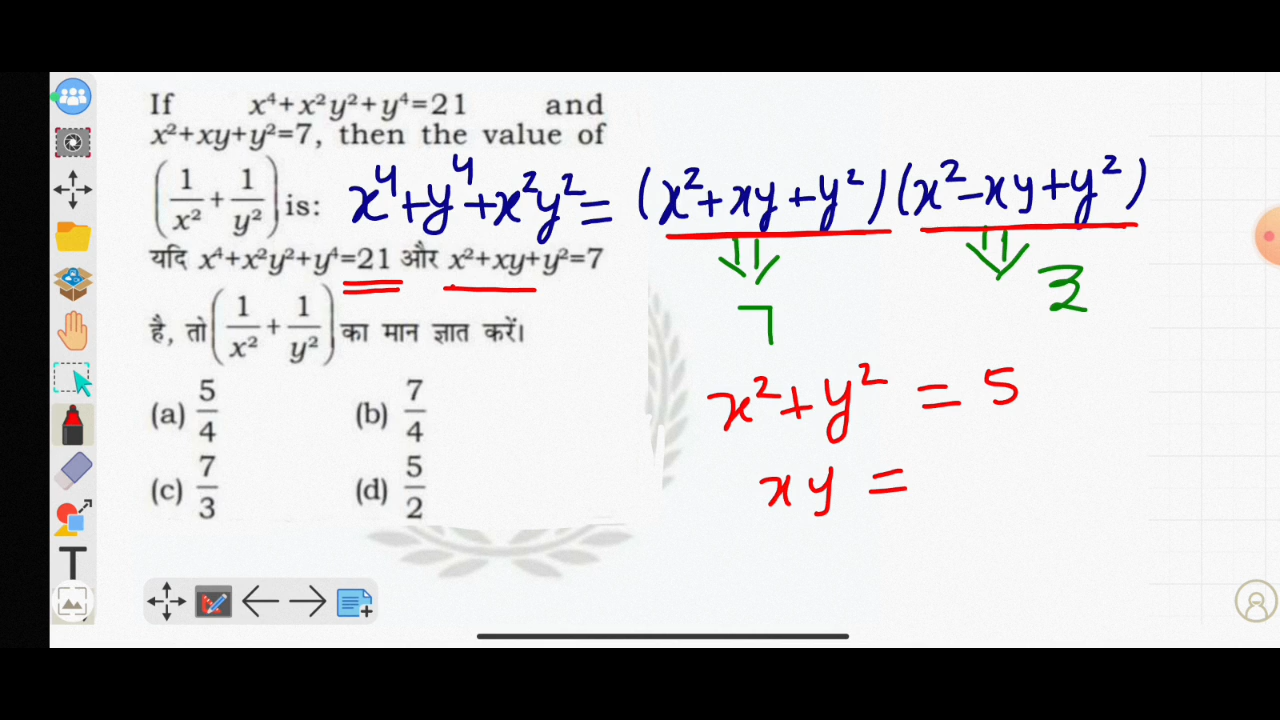 If x⁴+x²y²+y⁴=21 and
x²+xy+y²=7, then the value of
(1/x² + 1/y²) is:
x⁴+y⁴+x²y² = (x²+xy+y²)(x²-xy+y²)
यदि x⁴+x²y²+y⁴=21 और x²+xy+y²=7
7 3
है, तो (1/x² + 1/y²) का मान ज्ञात करें।
x²+y² = 5
(a) 5/4 (b) 7/4
xy =
(c) 7/3 (d) 5/2
T